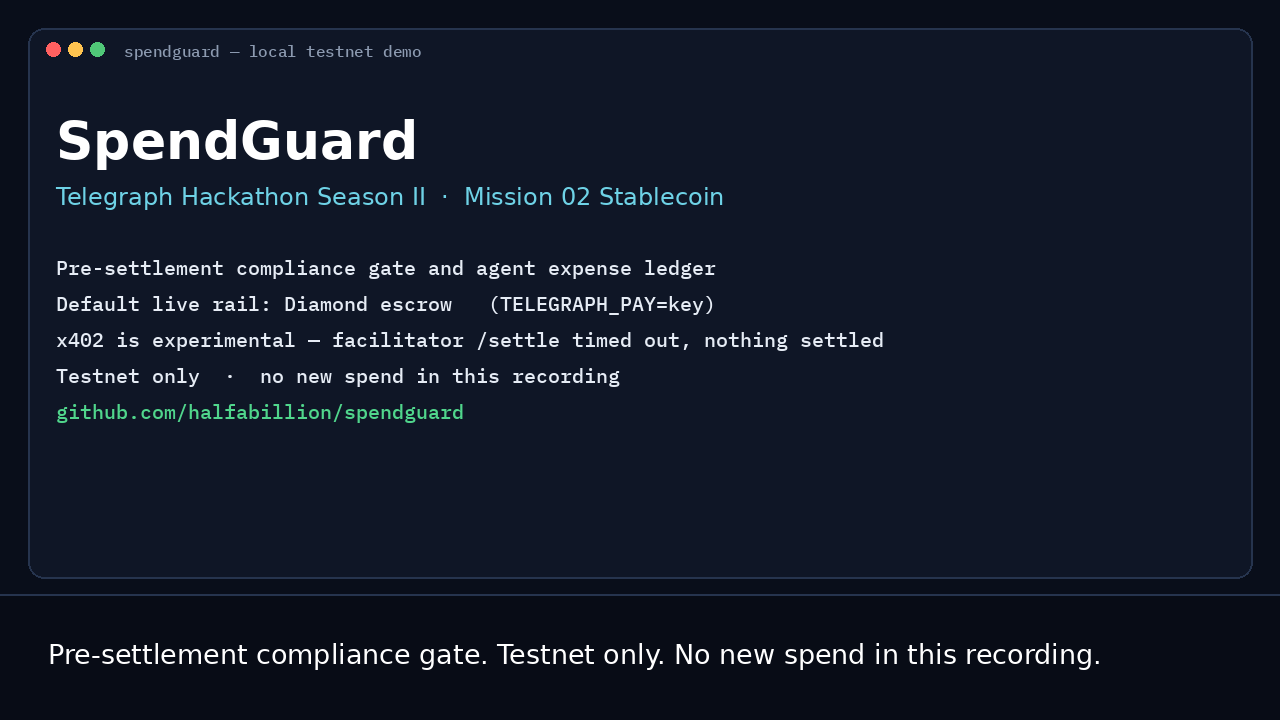 spendguard — local testnet demo
SpendGuard
Telegraph Hackathon Season II · Mission 02 Stablecoin
Pre-settlement compliance gate and agent expense ledger
Default live rail: Diamond escrow (TELEGRAPH_PAY=key)
x402 is experimental — facilitator /settle timed out, nothing settled
Testnet only · no new spend in this recording
github.com/halfabillion/spendguard
Pre-settlement compliance gate. Testnet only. No new spend in this recording.